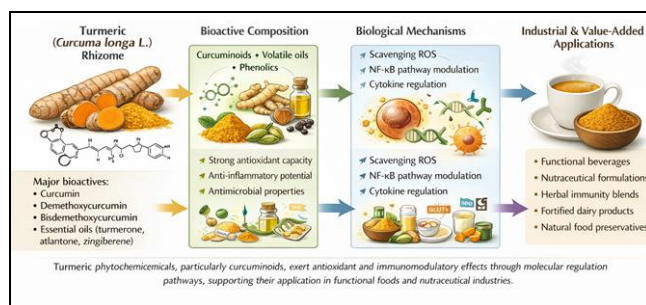 Turmeric
(Curcuma longa L.)
Rhizome
Major bioactives:
• Curcumin
• Demethoxycurcumin
• Bisdemethoxycurcumin
• Essential oils (turmerone,
atlantone, zingiberene)
Bioactive Composition
Curcuminoids • Volatile oils
• Phenolics
Strong antioxidant capacity
Anti-inflammatory potential
Antimicrobial properties
Biological Mechanisms
Scavenging ROS
NF-κB pathway modulation
Cytokine regulation
Scavenging ROS
NF-κB pathway modulation
Cytokine regulation
Industrial & Value-Added
Applications
• Functional beverages
• Nutraceutical formulations
• Herbal immunity blends
• Fortified dairy products
• Natural food preservatives
Turmeric phytochemicemicals, particularly curcuminoids, exert antioxidant and immunomodulatory effects through molecular regulation
pathways, supporting their application in functional foods and nutraceutical industries.